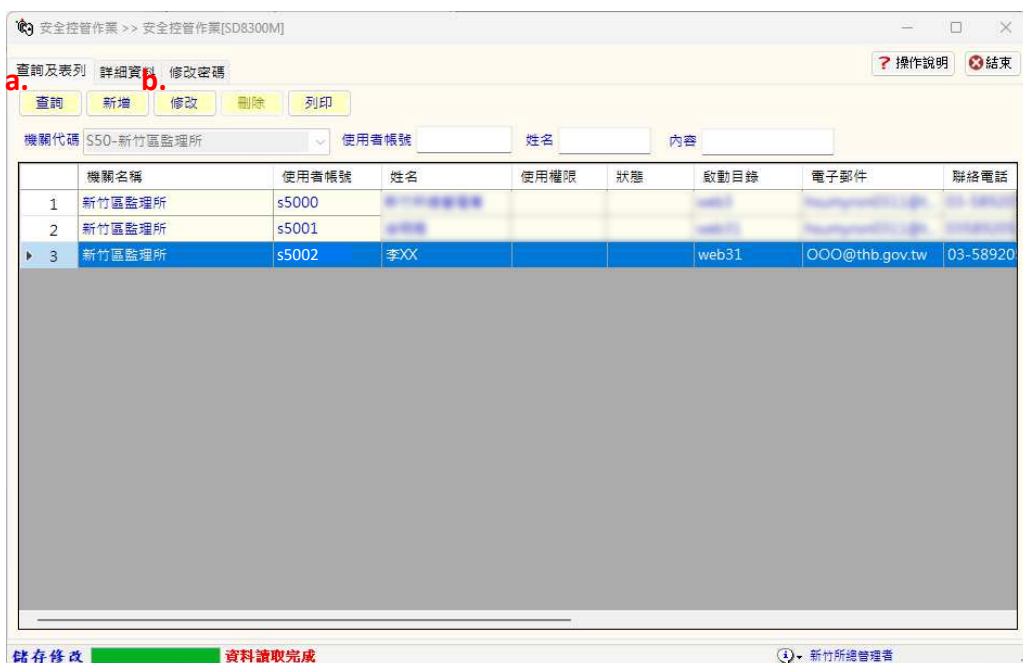 安全控管作業 >> 安全控管作業[SD8300M]
查詢及表列 詳細資料 修改密碼 ? 操作說明 結束
a. b.
查詢 新增 修改 刪除 列印
機關代碼 S50-新竹區監理所 使用者帳號 姓名 內容
機關名稱 使用者帳號 姓名 使用權限 狀態 啟動目錄 電子郵件 聯絡電話
1 新竹區監理所 s5000
2 新竹區監理所 s5001
3 新竹區監理所 s5002 李XX web31 OOO@thb.gov.tw 03-58920
儲存修改 資料讀取完成 新竹所總管理者